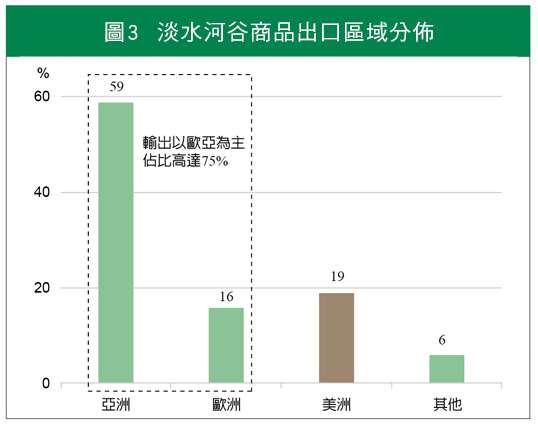 圖3 淡水河谷商品出口區域分佈
%
60
40
20
0
59
16
19
6
輸出以歐亞為主
佔比高達75%
亞洲
歐洲
美洲
其他